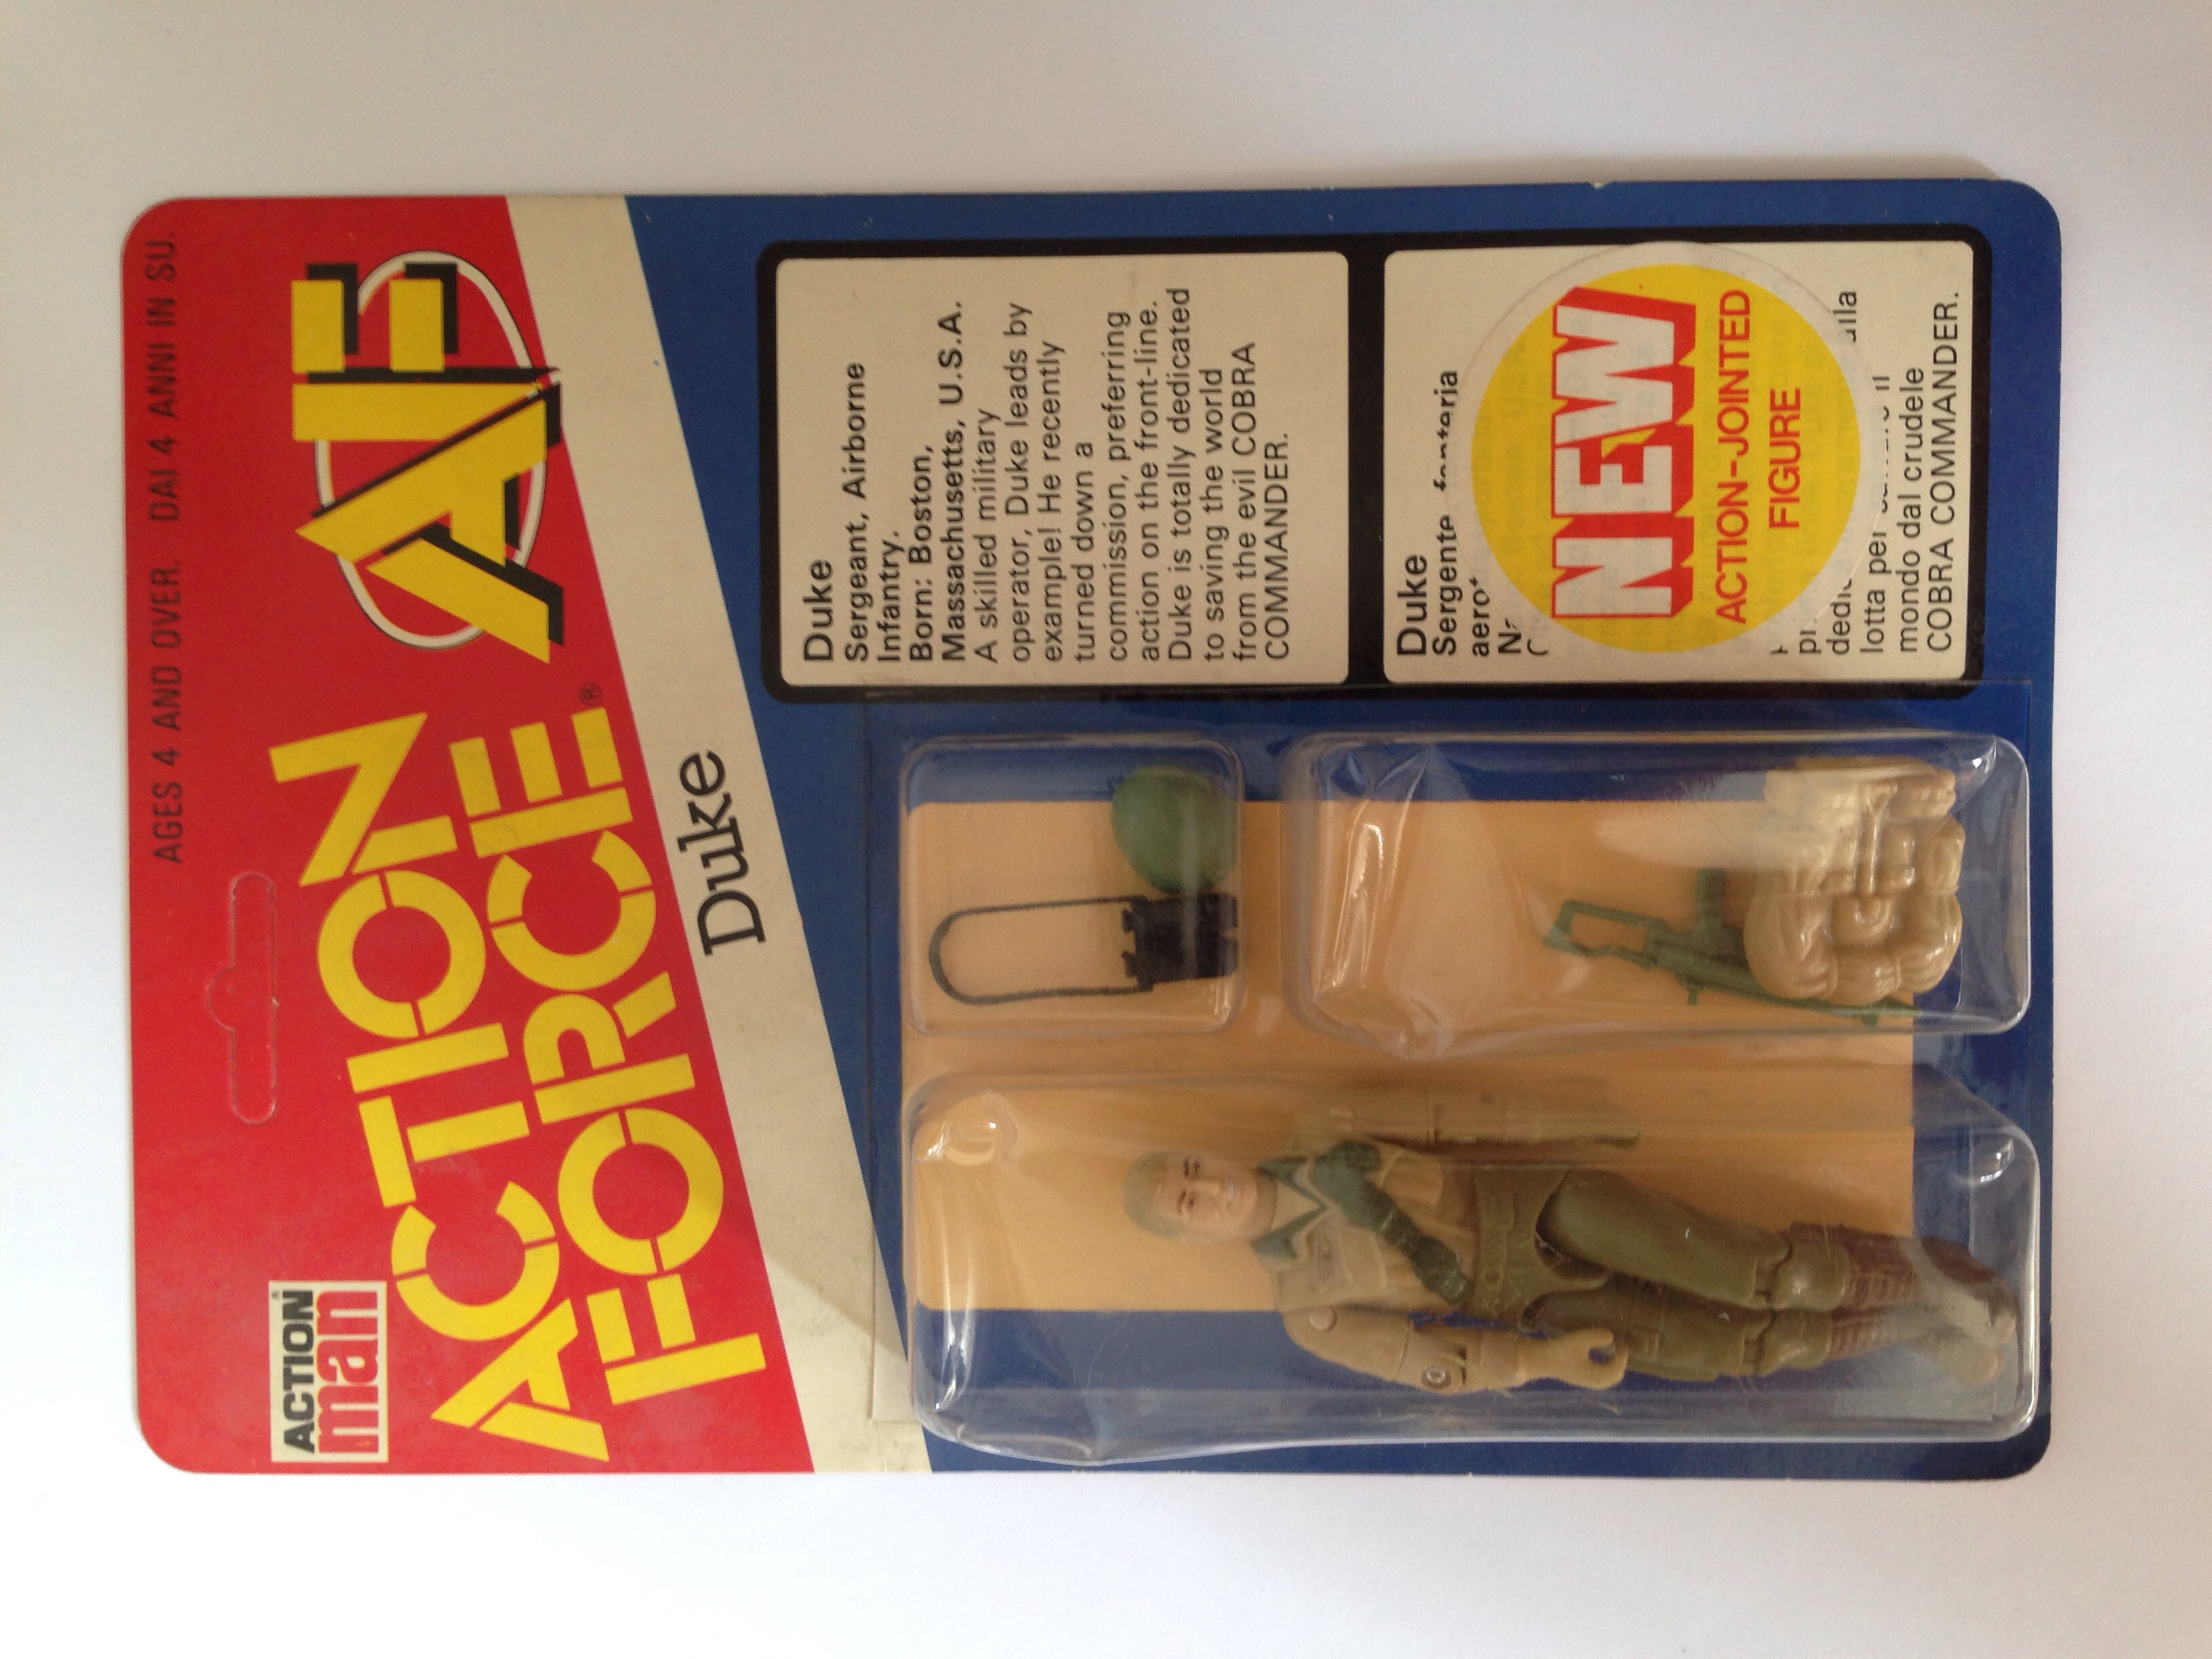 AGES 4 AND OVER. DAI 4 ANNI IN SU.
ACTION®
man
ACTION
FORCE®
AF
Duke
Duke
Sergeant, Airborne
Infantry.
Born: Boston,
Massachusetts, U.S.A.
A skilled military
operator, Duke leads by
example! He recently
turned down a
commission, preferring
action on the front-line.
Duke is totally dedicated
to saving the world
from the evil COBRA
COMMANDER.
Duke
Sergente
lotta per
mondo dal crudele
COBRA COMMANDER.
NEW
ACTION-JOINTED
FIGURE